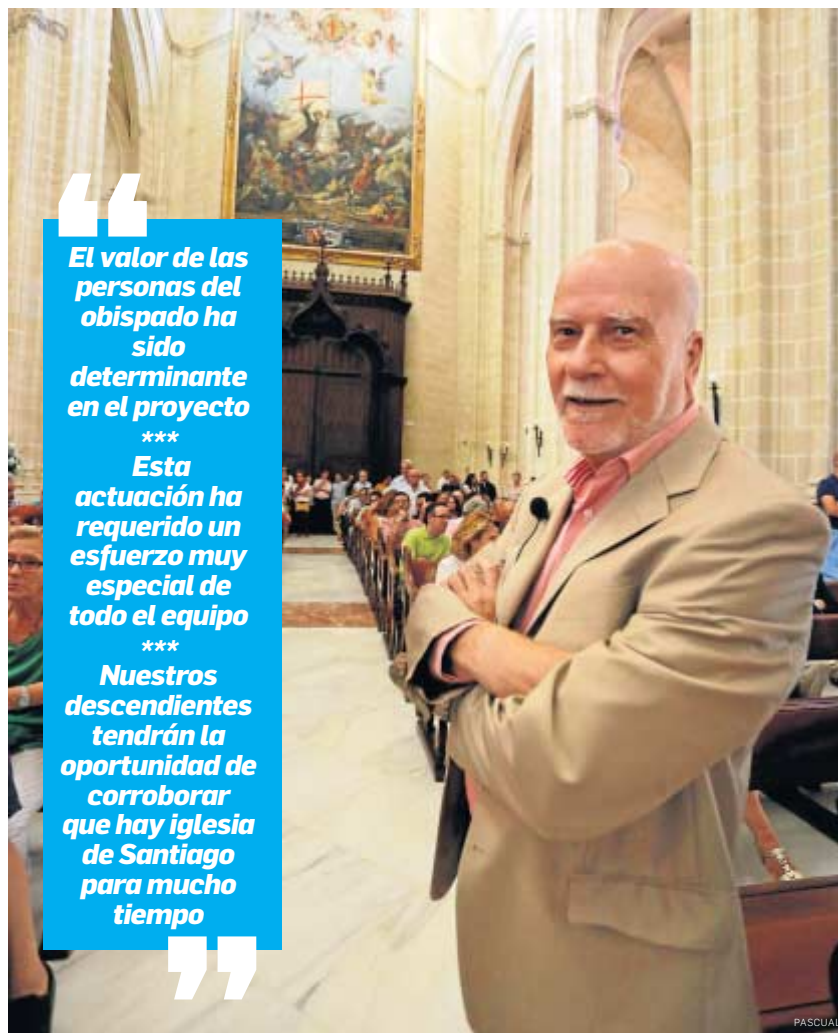 “
El valor de las
personas del
obispado ha
sido
determinante
en el proyecto
***
Esta
actuación ha
requerido un
esfuerzo muy
especial de
todo el equipo
***
Nuestros
descendientes
tendrán la
oportunidad de
corroborar
que hay iglesia
de Santiago
para mucho
tiempo
”
PASCUAL